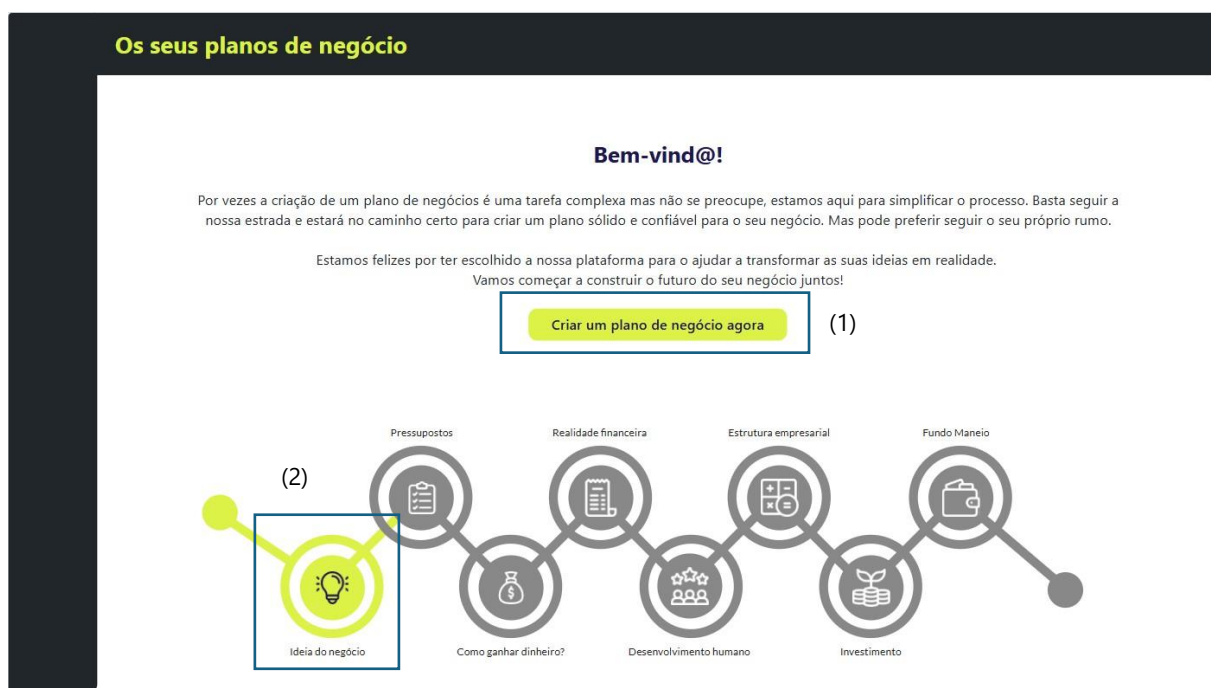 Os seus planos de negócio
Bem-vind@!
Por vezes a criação de um plano de negócios é uma tarefa complexa mas não se preocupe, estamos aqui para simplificar o processo. Basta seguir a
nossa estrada e estará no caminho certo para criar um plano sólido e confiável para o seu negócio. Mas pode preferir seguir o seu próprio rumo.
Estamos felizes por ter escolhido a nossa plataforma para o ajudar a transformar as suas ideias em realidade.
Vamos começar a construir o futuro do seu negócio juntos!
Criar um plano de negócio agora (1)
Pressupostos Realidade financeira Estrutura empresarial Fundo Maneio
(2)
Ideia do negócio Como ganhar dinheiro? Desenvolvimento humano Investimento